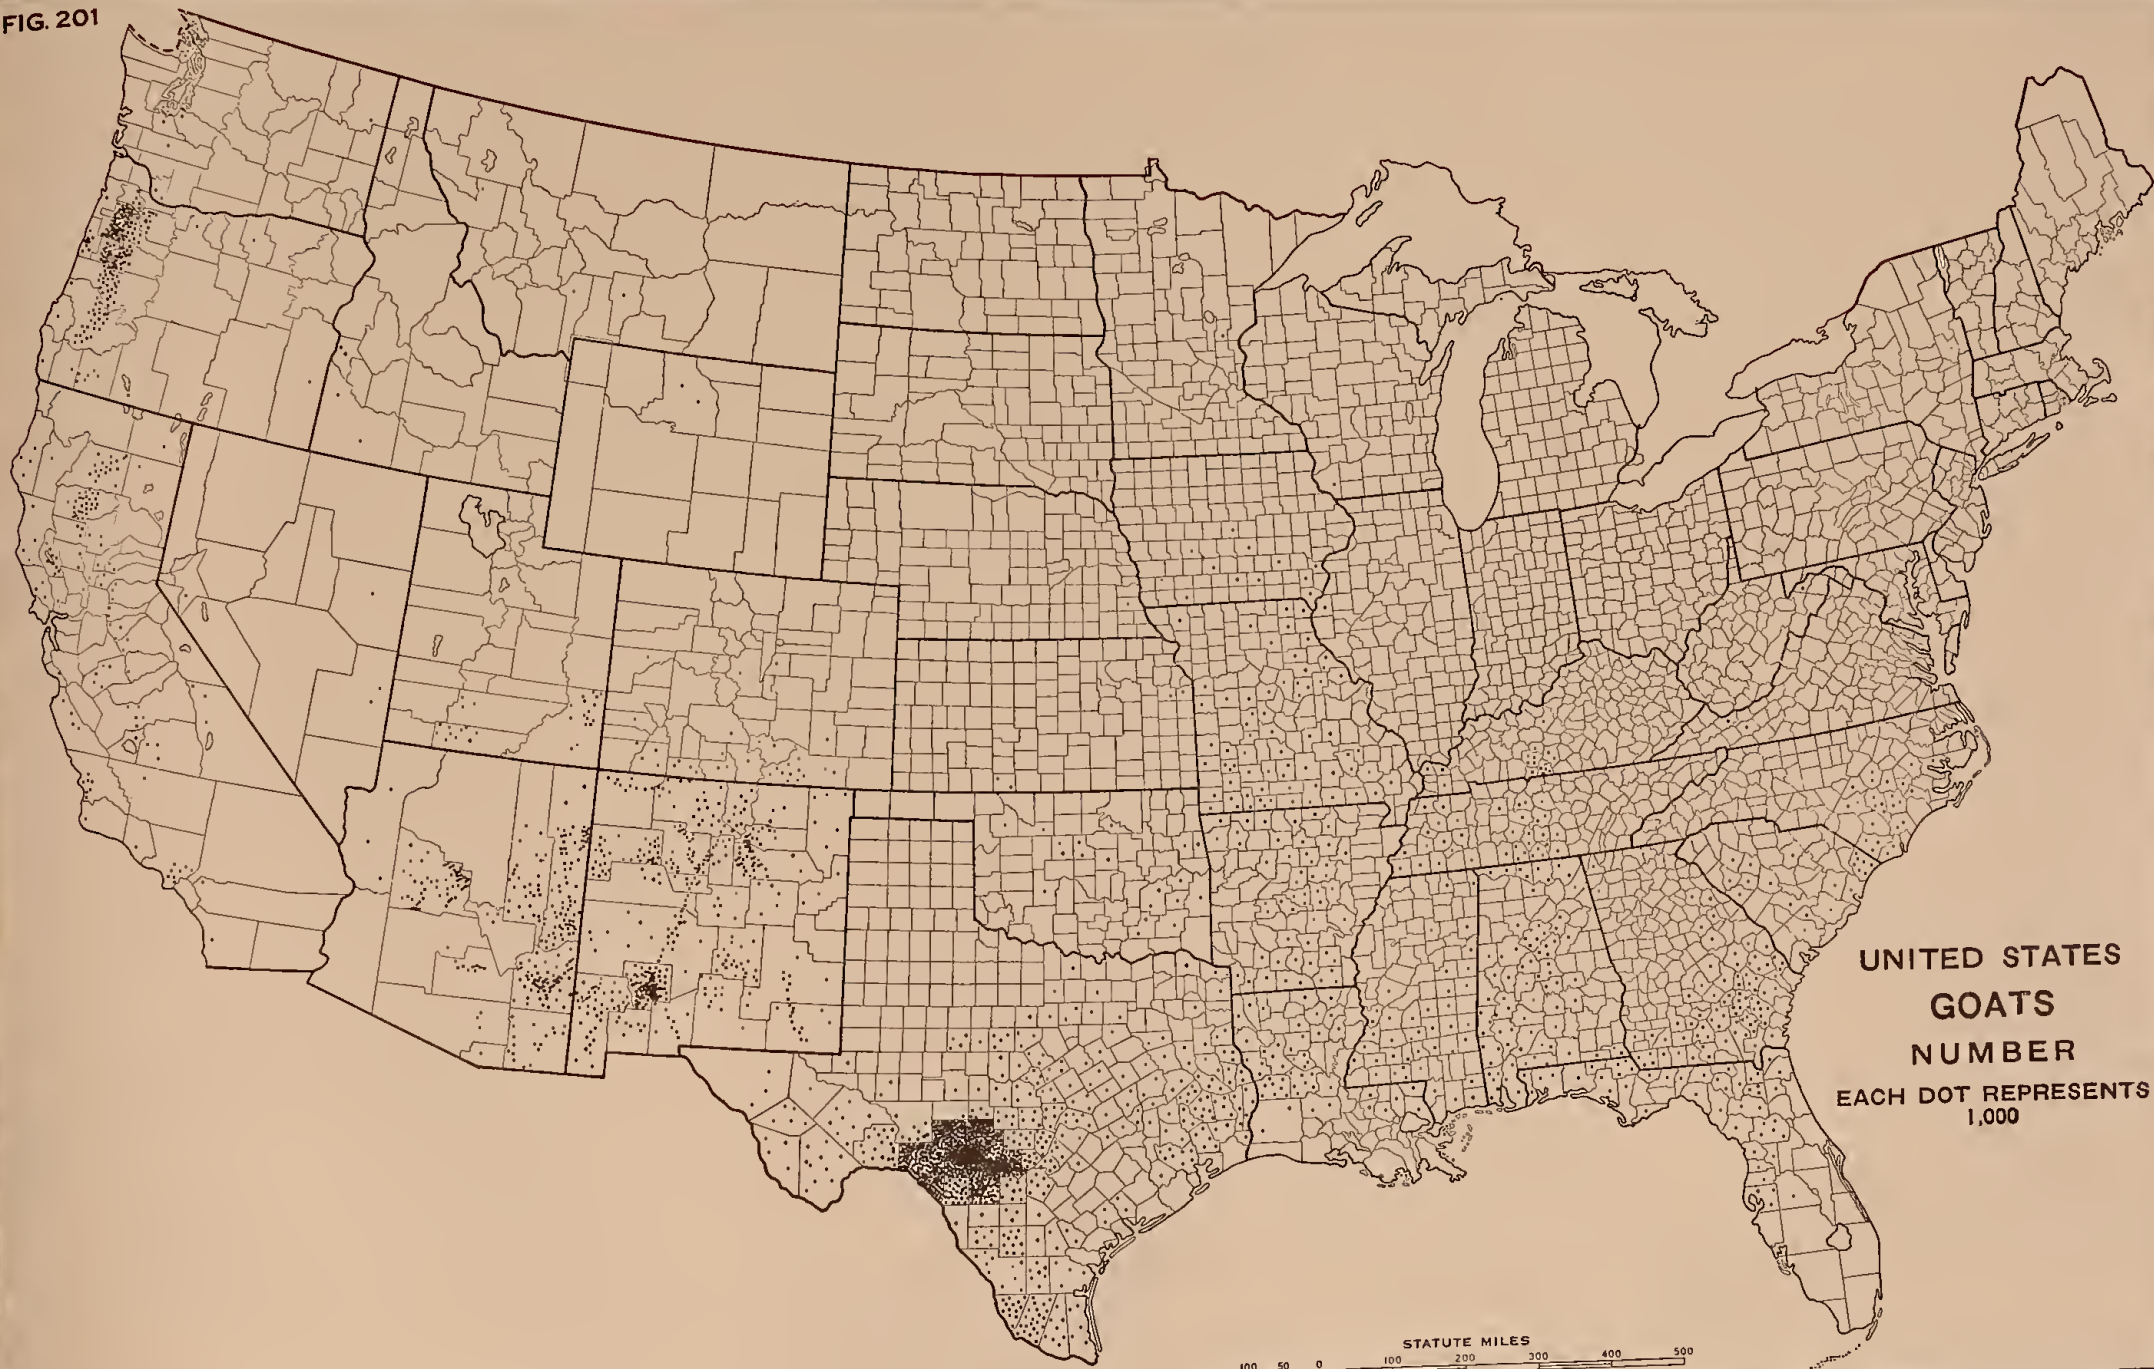 FIG. 201
UNITED STATES
GOATS
NUMBER
EACH DOT REPRESENTS
1,000
STATUTE MILES
100 50 0 100 200 300 400 500